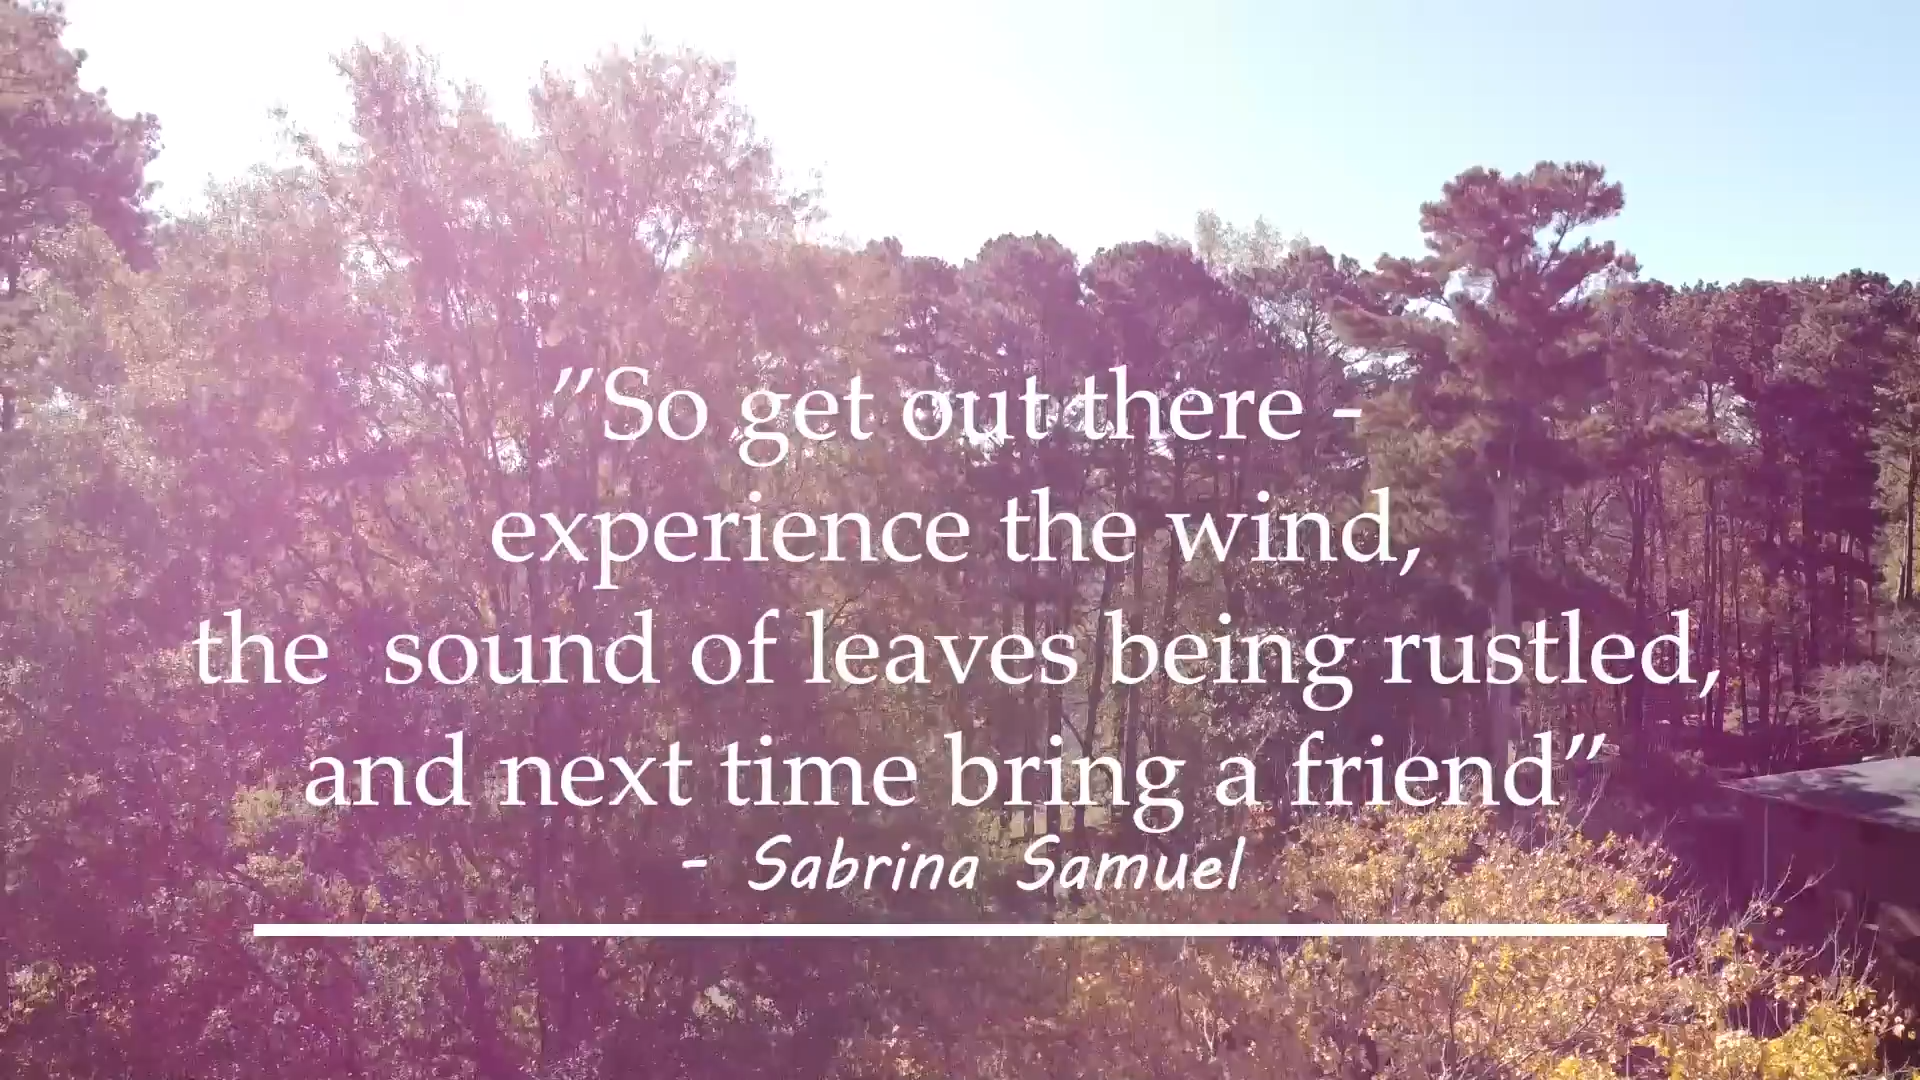 ”So get out there -
experience the wind,
the  sound of leaves being rustled,
and next time bring a friend”
- Sabrina Samuel